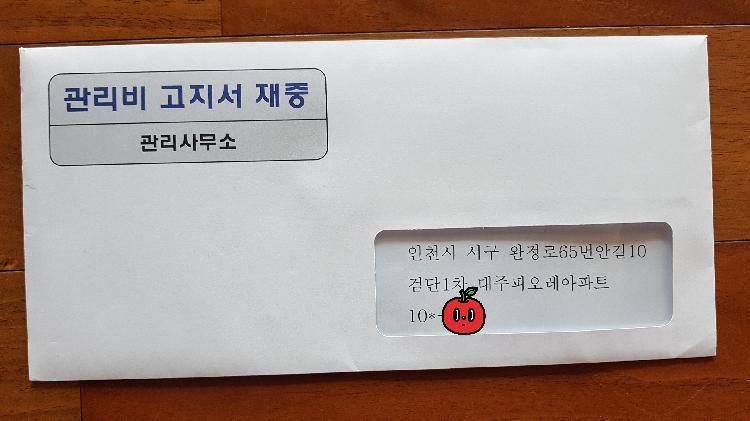 관리비 고지서 재중
관리사무소
인천시 서구 완정로65번안길10
검단1차 대주피오레아파트
10*-